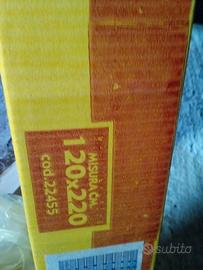 MISURA CM.
120x220
cod.22455
subito